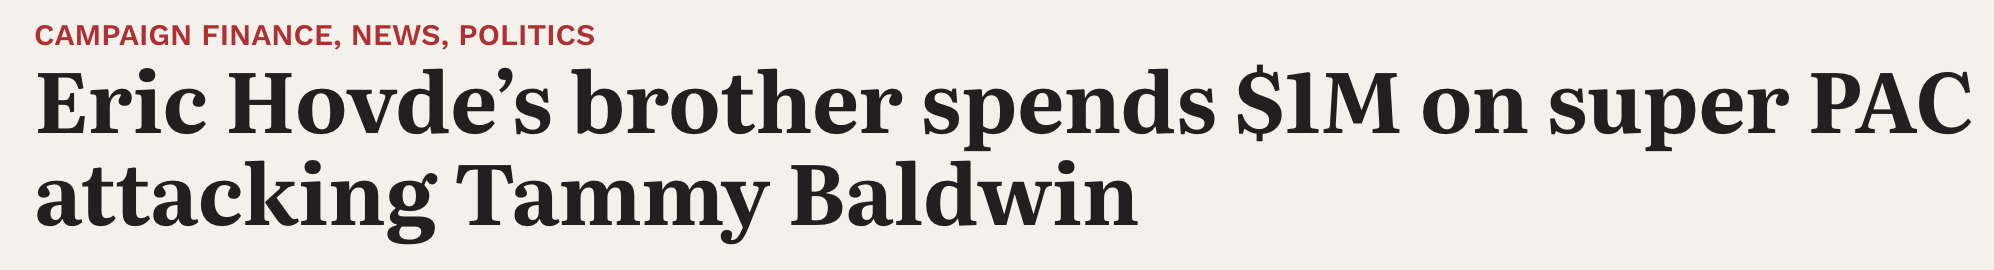 CAMPAIGN FINANCE, NEWS, POLITICS
Eric Hovde’s brother spends $1M on super PAC
attacking Tammy Baldwin